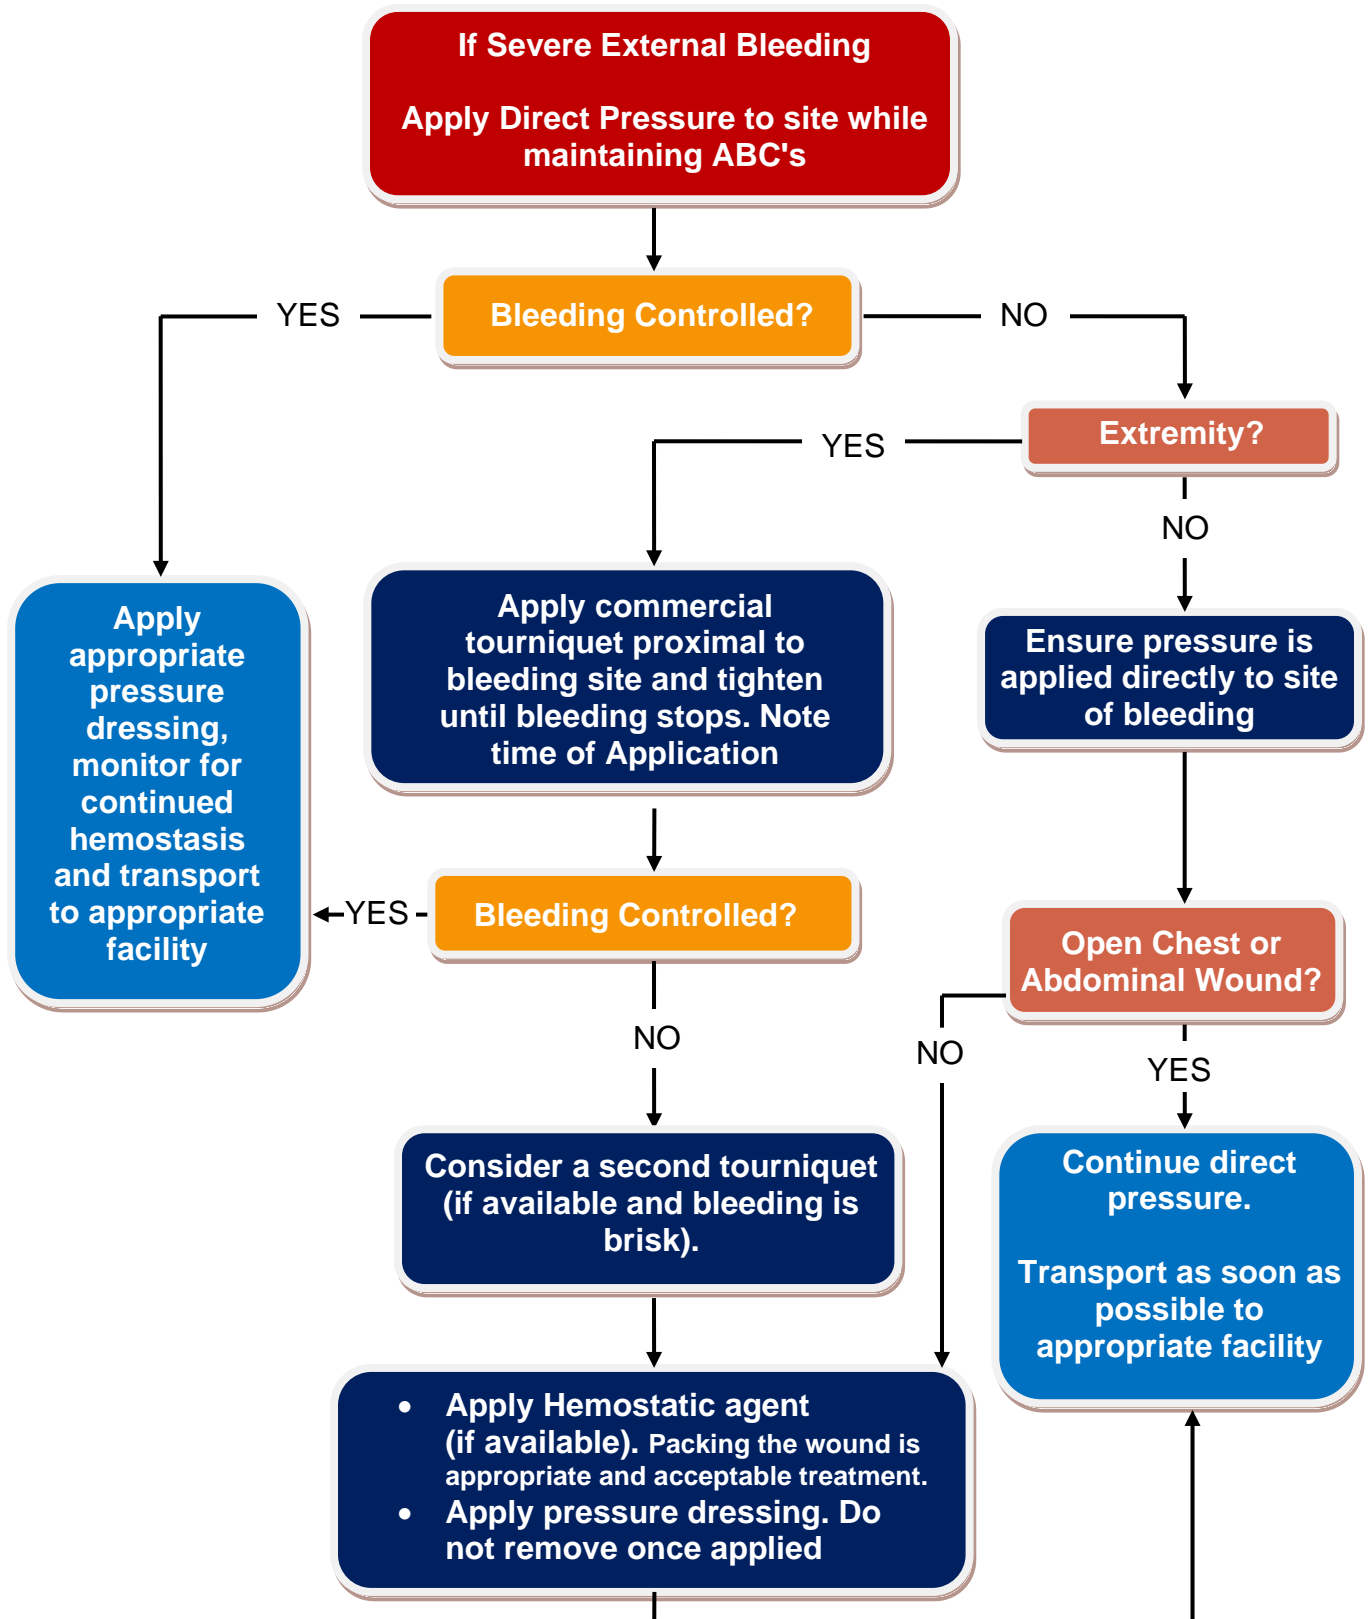 If Severe External Bleeding
Apply Direct Pressure to site while
maintaining ABC's
YES
Bleeding Controlled?
NO
Extremity?
YES
NO
Apply
appropriate
pressure
dressing,
monitor for
continued
hemostasis
and transport
to appropriate
facility
Apply commercial
tourniquet proximal to
bleeding site and tighten
until bleeding stops. Note
time of Application
Ensure pressure is
applied directly to site
of bleeding
YES
Bleeding Controlled?
Open Chest or
Abdominal Wound?
NO
NO
YES
Consider a second tourniquet
(if available and bleeding is
brisk).
Continue direct
pressure.
Transport as soon as
possible to
appropriate facility
• Apply Hemostatic agent
(if available). Packing the wound is
appropriate and acceptable treatment.
• Apply pressure dressing. Do
not remove once applied